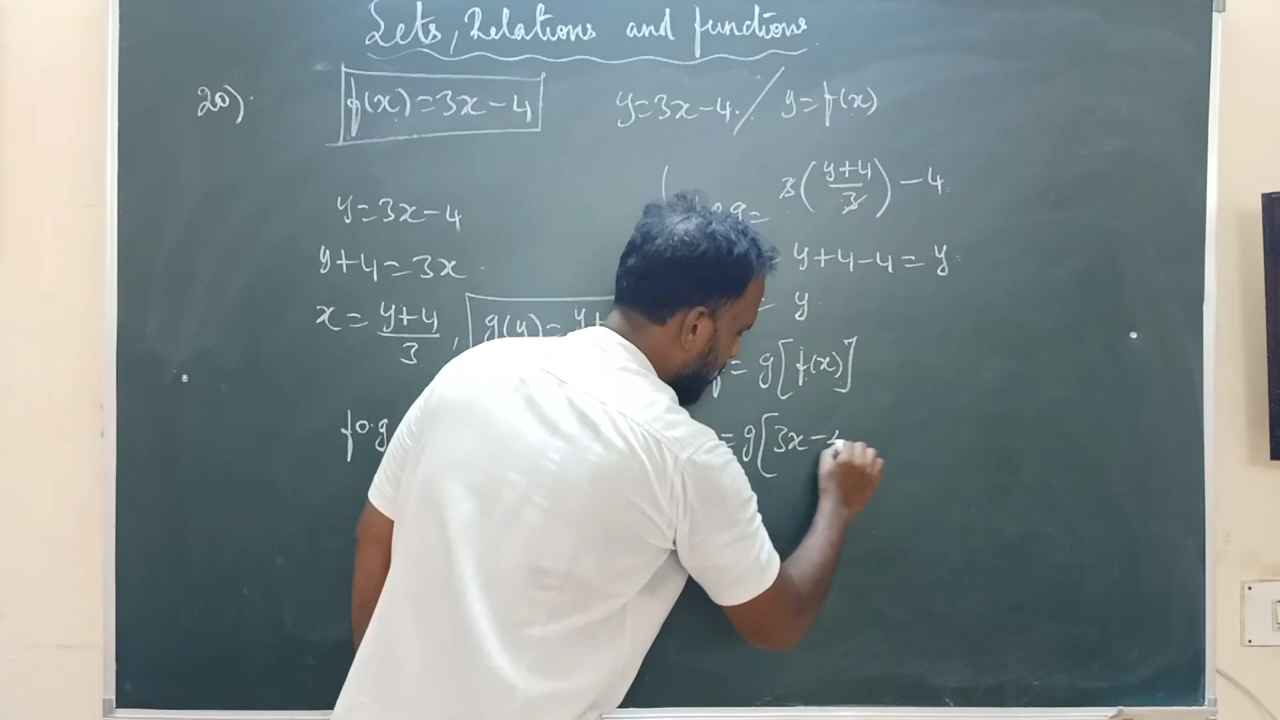 Sets, Relations and functions
20)
f(x)=3x-4
y=3x-4. / y=f(x)
y=3x-4
y+4=3x
x=y+4/3, g(y)=y+
fog
g= 3(y+4/3)-4
= y+4-4=y
= y
= g[f(x)]
=g[3x-